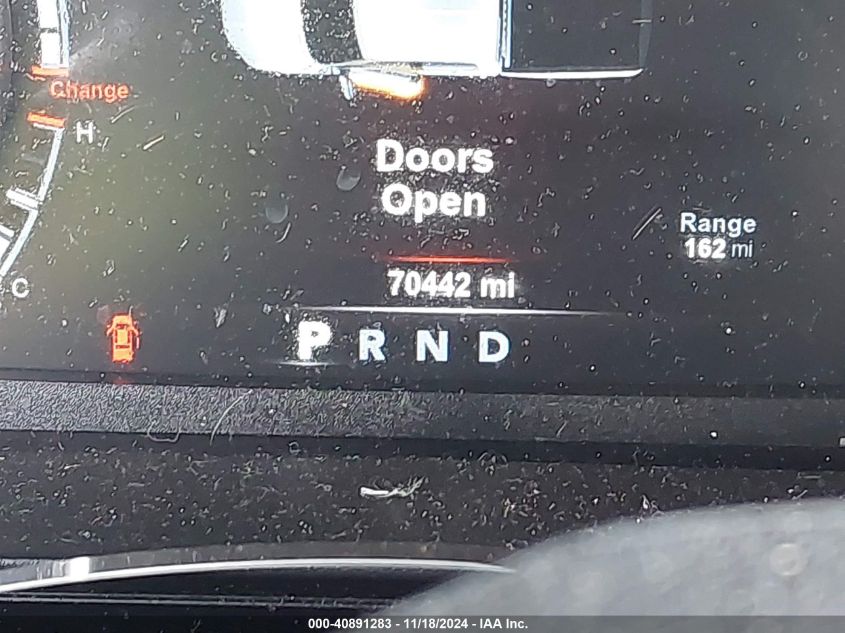 Change
H
Doors
Open
Range
162 mi
70442 mi
C
P R N D
000-40891283 - 11/18/2024 - IAA Inc.